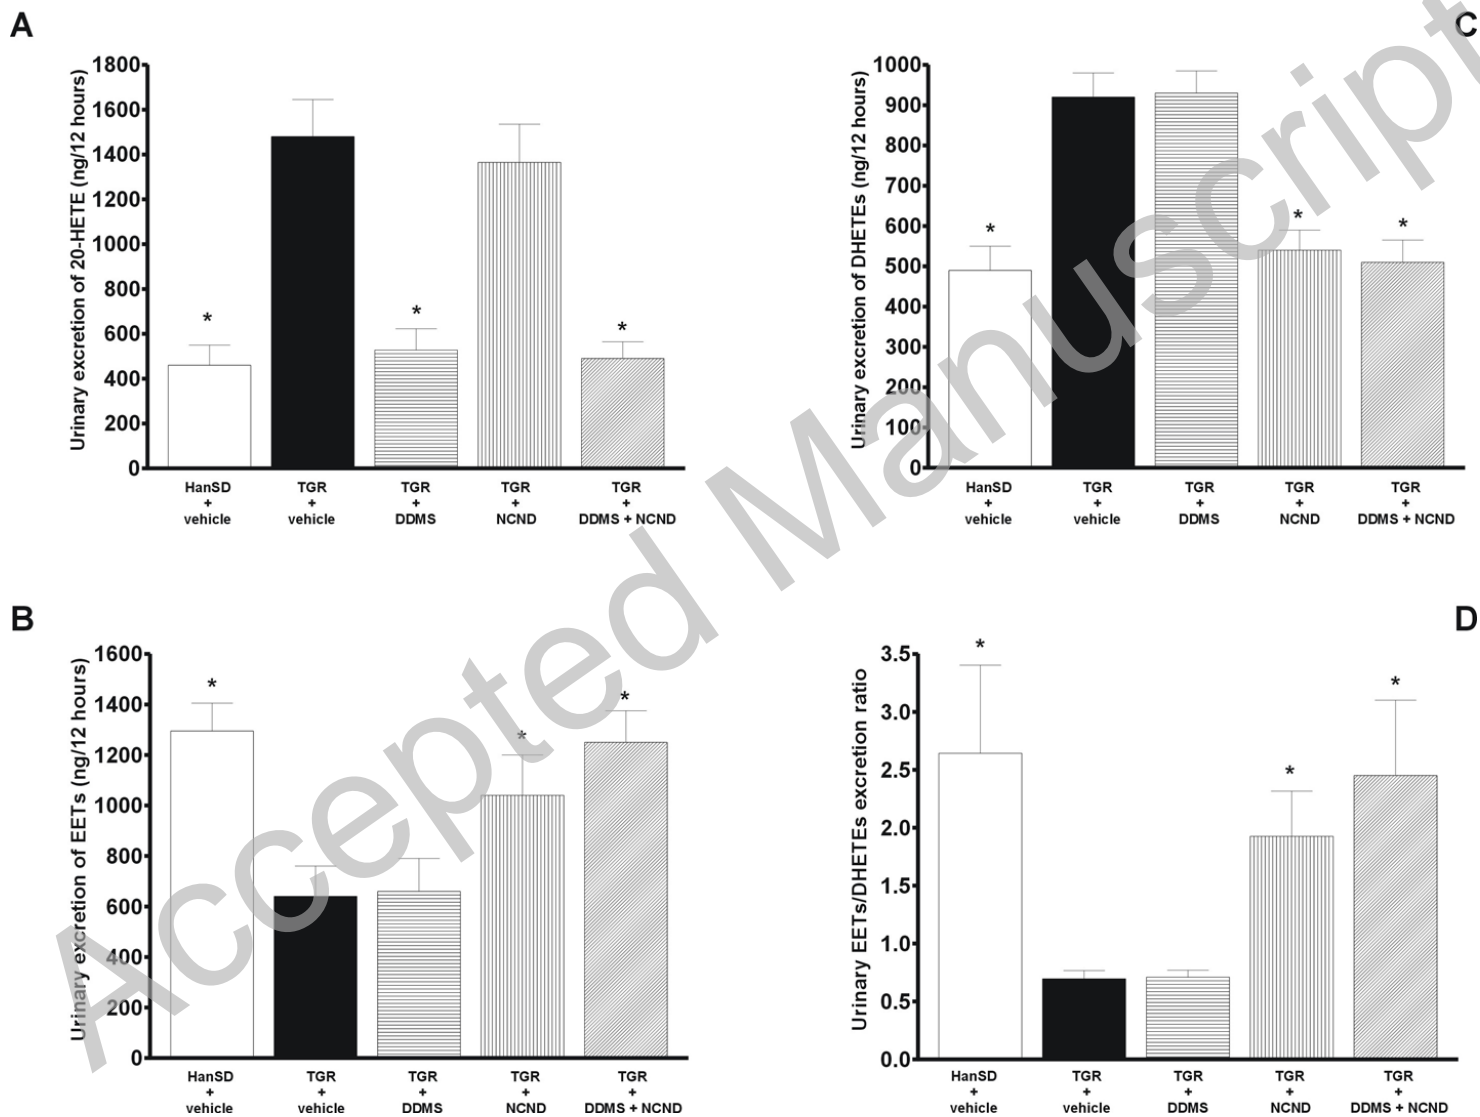 A
Urinary excretion of 20-HETE (ng/12 hours)
1800
1600
1400
1200
1000
800
600
400
200
0
*
*
*
HanSD
+
vehicle
TGR
+
vehicle
TGR
+
DDMS
TGR
+
NCND
TGR
+
DDMS + NCND
C
Urinary excretion of DHETEs (ng/12 hours)
1000
900
800
700
600
500
400
300
200
100
0
*
*
*
HanSD
+
vehicle
TGR
+
vehicle
TGR
+
DDMS
TGR
+
NCND
TGR
+
DDMS + NCND
B
Urinary excretion of EETs (ng/12 hours)
1600
1400
1200
1000
800
600
400
200
0
*
*
*
HanSD
+
vehicle
TGR
+
vehicle
TGR
+
DDMS
TGR
+
NCND
TGR
+
DDMS + NCND
D
Urinary EETs/DHETEs excretion ratio
3.5
3.0
2.5
2.0
1.5
1.0
0.5
0.0
*
*
*
HanSD
+
vehicle
TGR
+
vehicle
TGR
+
DDMS
TGR
+
NCND
TGR
+
DDMS + NCND
Accepted Manuscript